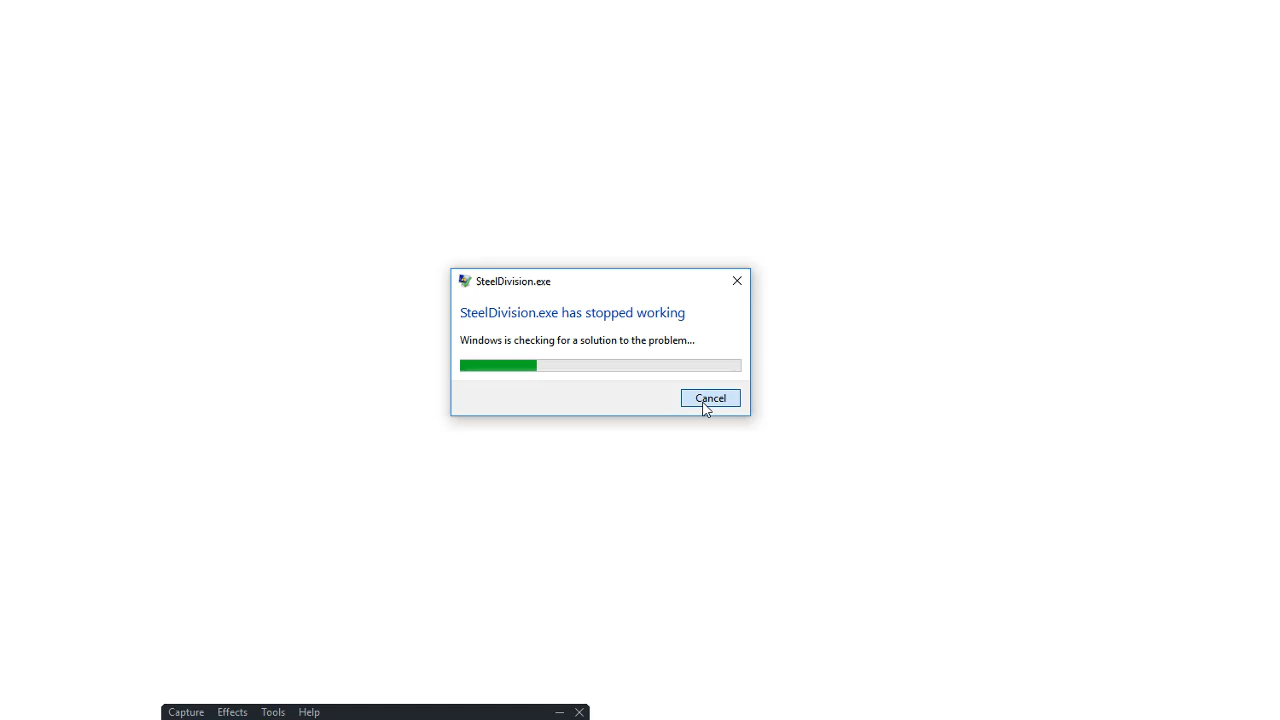 SteelDivision.exe
SteelDivision.exe has stopped working
Windows is checking for a solution to the problem...
Cancel
Capture Effects Tools Help